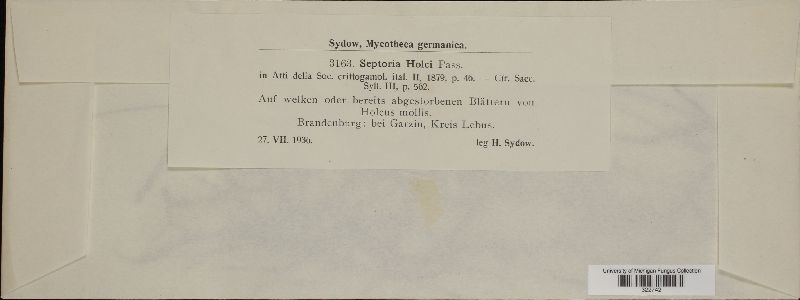 Sydow, Mycotheca germanica.
3163. Septoria Holci Pass.
in Atti della Soc. crittogamol. ital. II, 1879, p. 46. – Cfr. Sacc.
Syll. III, p. 562.
Auf welken oder bereits abgestorbenen Blättern von
Holcus mollis.
Brandenburg: bei Garzin, Kreis Lebus.
27. VII. 1930. leg H. Sydow.
University of Michigan Fungus Collection
322742